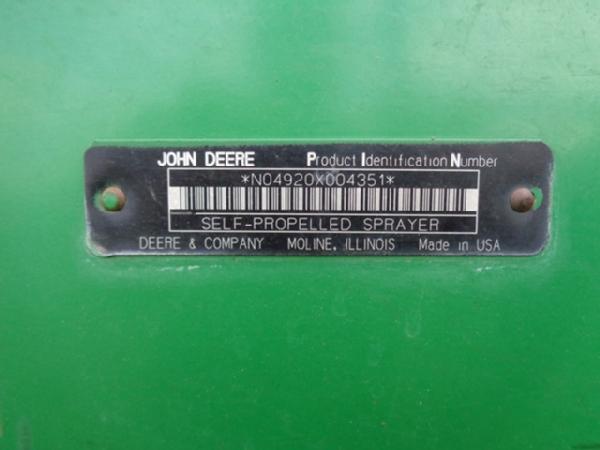 JOHN DEERE Product Identification Number
*N04920X004351*
SELF-PROPELLED SPRAYER
DEERE & COMPANY MOLINE, ILLINOIS Made in USA